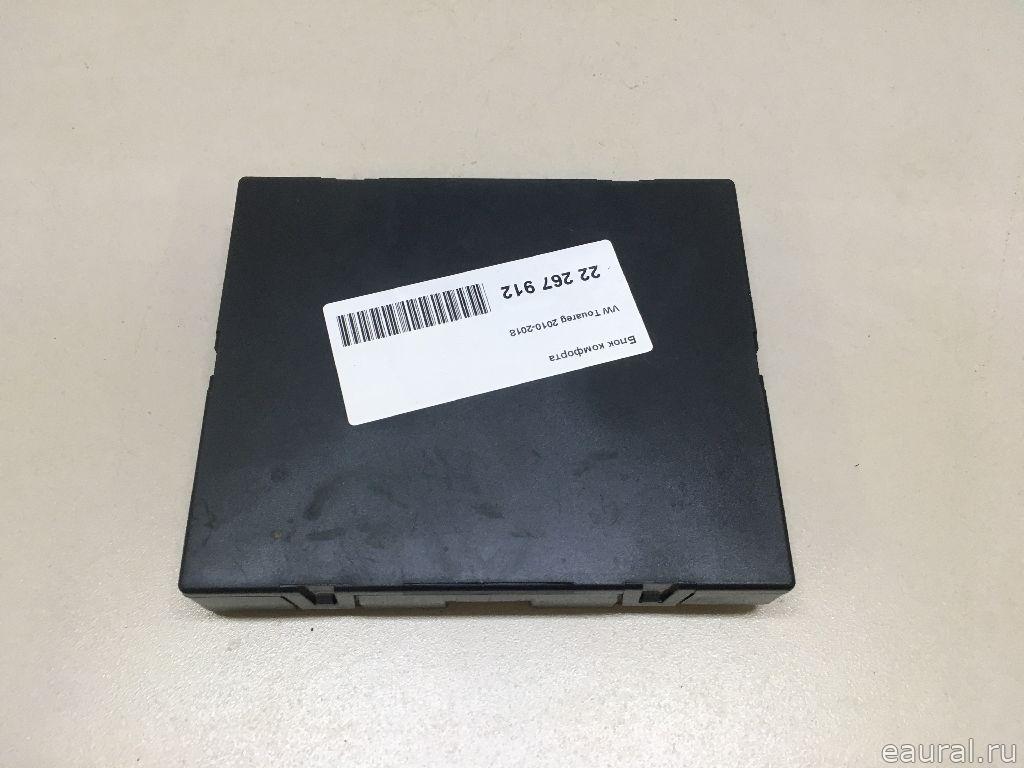 Блок комфорта
VW Touareg 2010-2018
22 267 912
eaural.ru